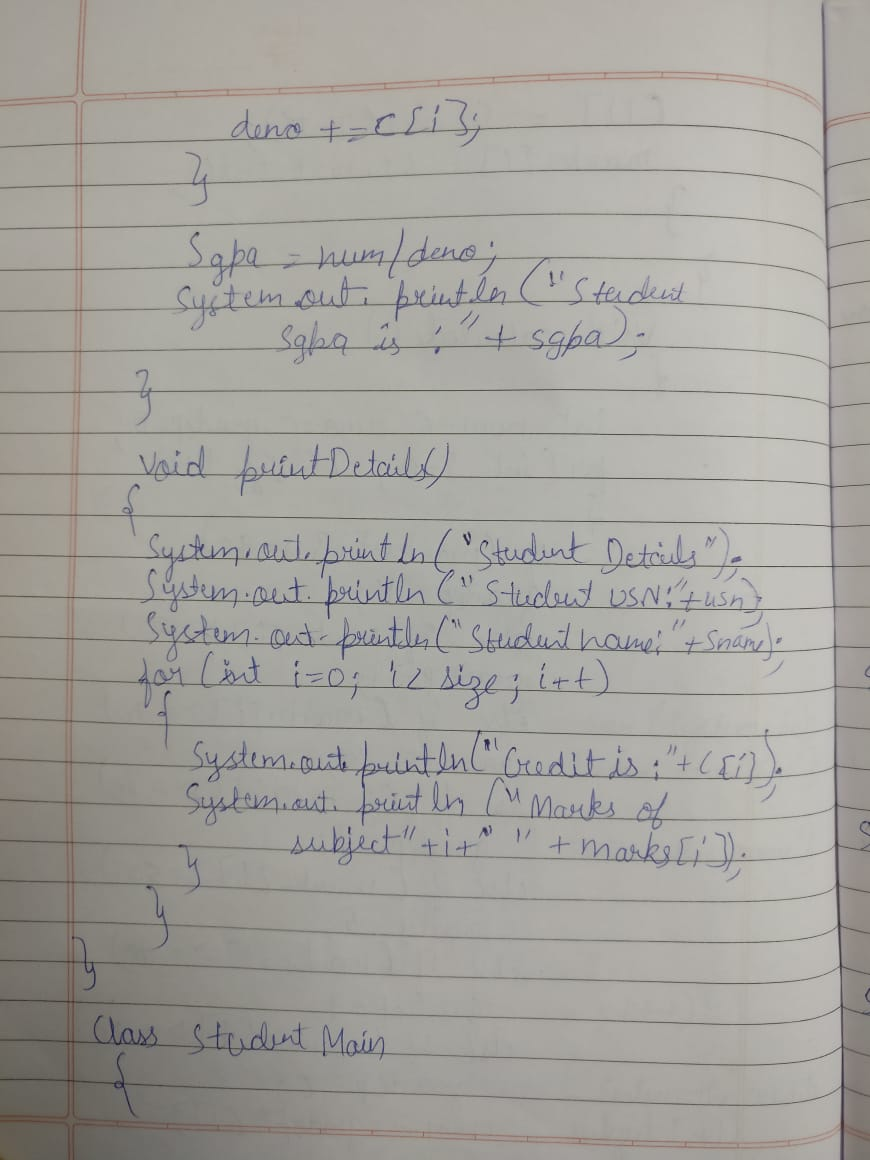 deno += C[i];
}
Sgpa = num/deno;
System.out.println("Student
Sgpa is : " + sgpa);
}
void printDetails()
{
System.out.println("Student Details");
System.out.println("Student USN:"+usn);
System.out.println("Student name: "+Sname);
for (int i=0; i< size; i++)
{
System.out.println("Credit is :"+C[i]);
System.out.println("Marks of
subject"+i+" "+marks[i]);
}
}
}
Class Student Main
{